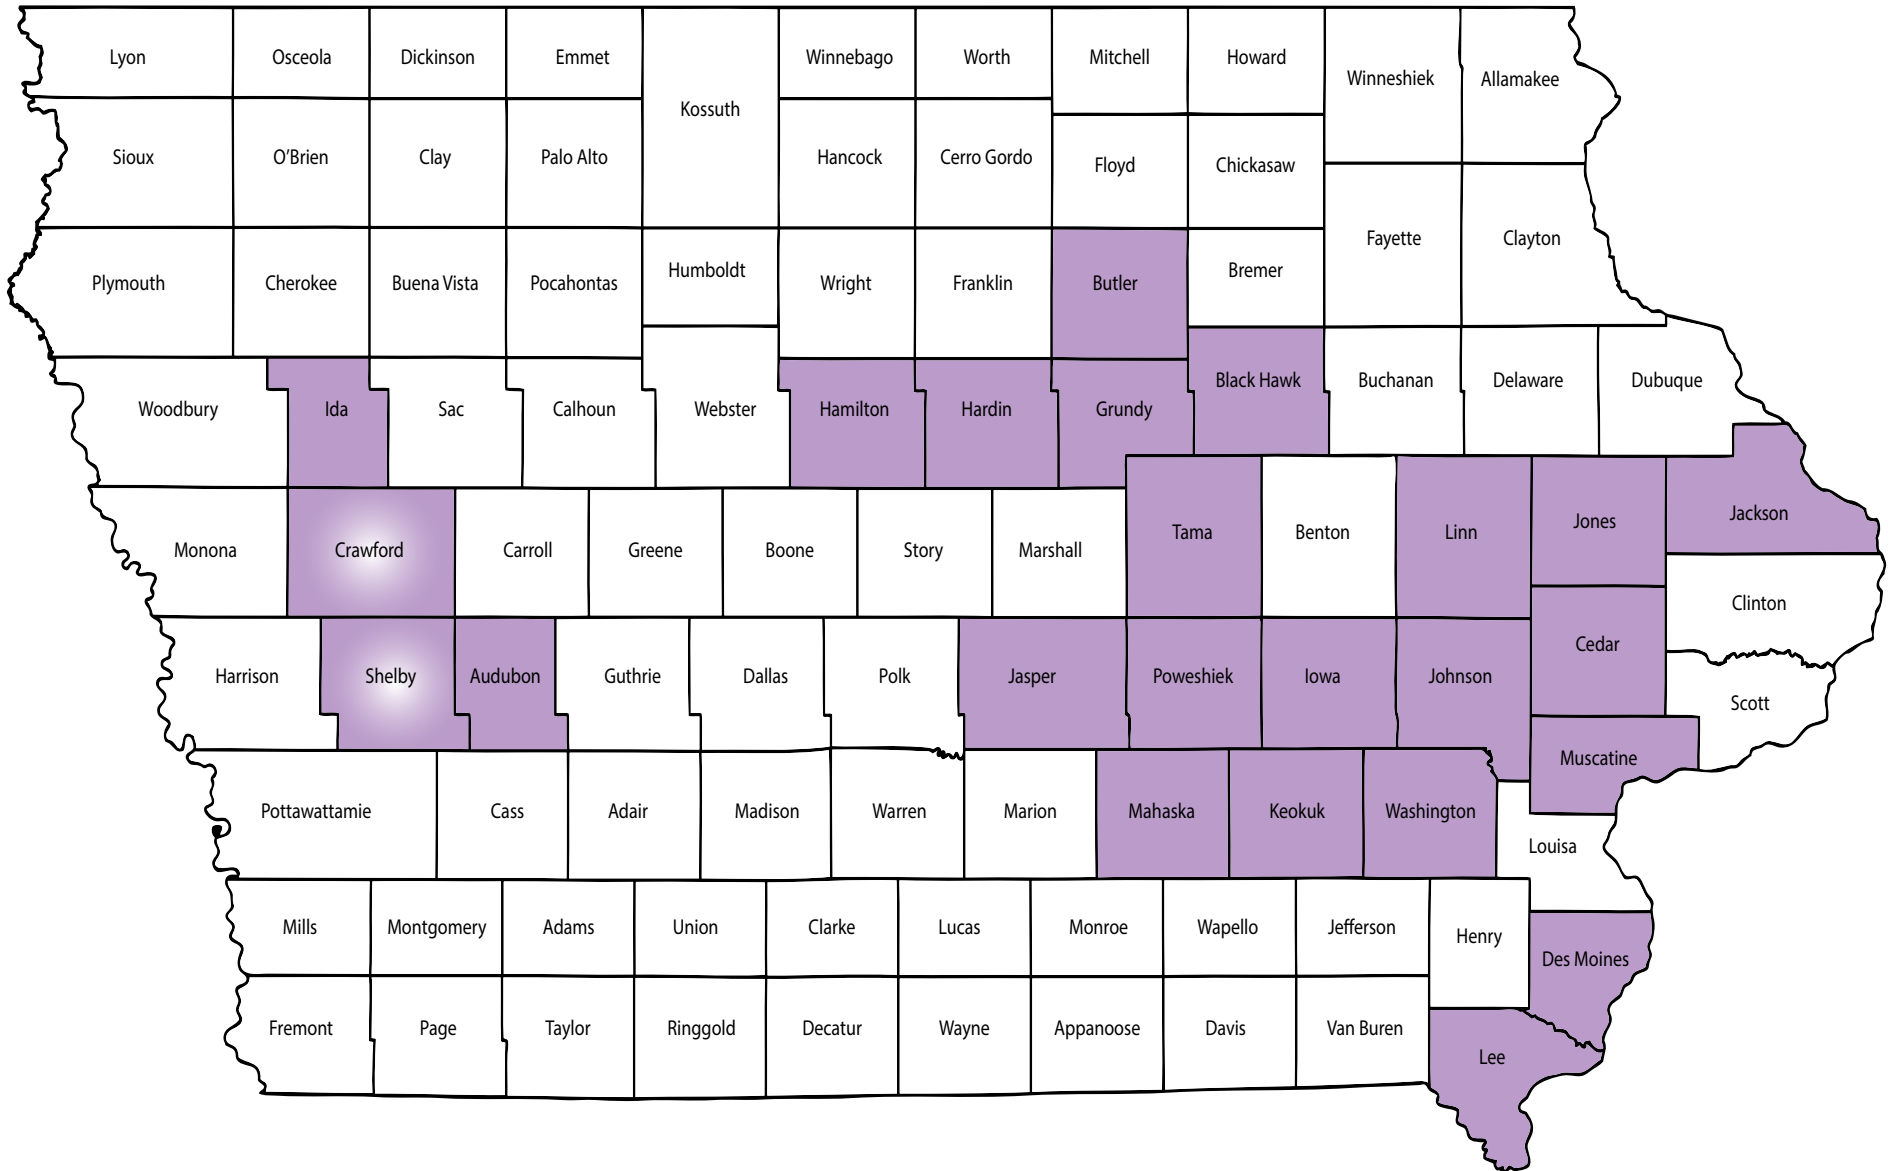 Lyon
Osceola
Dickinson
Emmet
Kossuth
Winnebago
Worth
Mitchell
Howard
Winneshiek
Allamakee
Sioux
O’Brien
Clay
Palo Alto
Hancock
Cerro Gordo
Floyd
Chickasaw
Fayette
Clayton
Plymouth
Cherokee
Buena Vista
Pocahontas
Humboldt
Wright
Franklin
Butler
Bremer
Woodbury
Ida
Sac
Calhoun
Webster
Hamilton
Hardin
Grundy
Black Hawk
Buchanan
Delaware
Dubuque
Monona
Crawford
Carroll
Greene
Boone
Story
Marshall
Tama
Benton
Linn
Jones
Jackson
Clinton
Cedar
Harrison
Shelby
Audubon
Guthrie
Dallas
Polk
Jasper
Poweshiek
Iowa
Johnson
Scott
Muscatine
Pottawattamie
Cass
Adair
Madison
Warren
Marion
Mahaska
Keokuk
Washington
Louisa
Mills
Montgomery
Adams
Union
Clarke
Lucas
Monroe
Wapello
Jefferson
Henry
Des Moines
Fremont
Page
Taylor
Ringgold
Decatur
Wayne
Appanoose
Davis
Van Buren
Lee